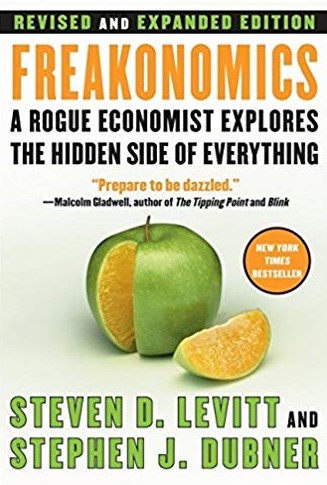 REVISED AND EXPANDED EDITION
FREAKONOMICS
A ROGUE ECONOMIST EXPLORES
THE HIDDEN SIDE OF EVERYTHING
“Prepare to be dazzled.”
—Malcolm Gladwell, author of The Tipping Point and Blink
NEW YORK
TIMES
BESTSELLER
STEVEN D. LEVITT AND
STEPHEN J. DUBNER